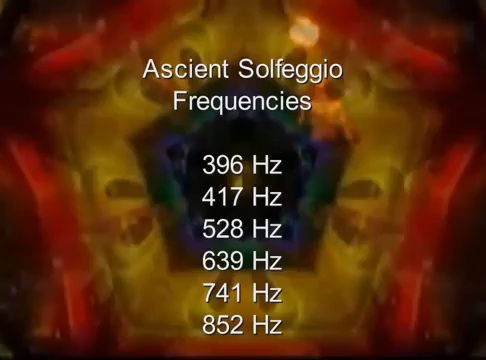 Ascient Solfeggio
Frequencies
396 Hz
417 Hz
528 Hz
639 Hz
741 Hz
852 Hz